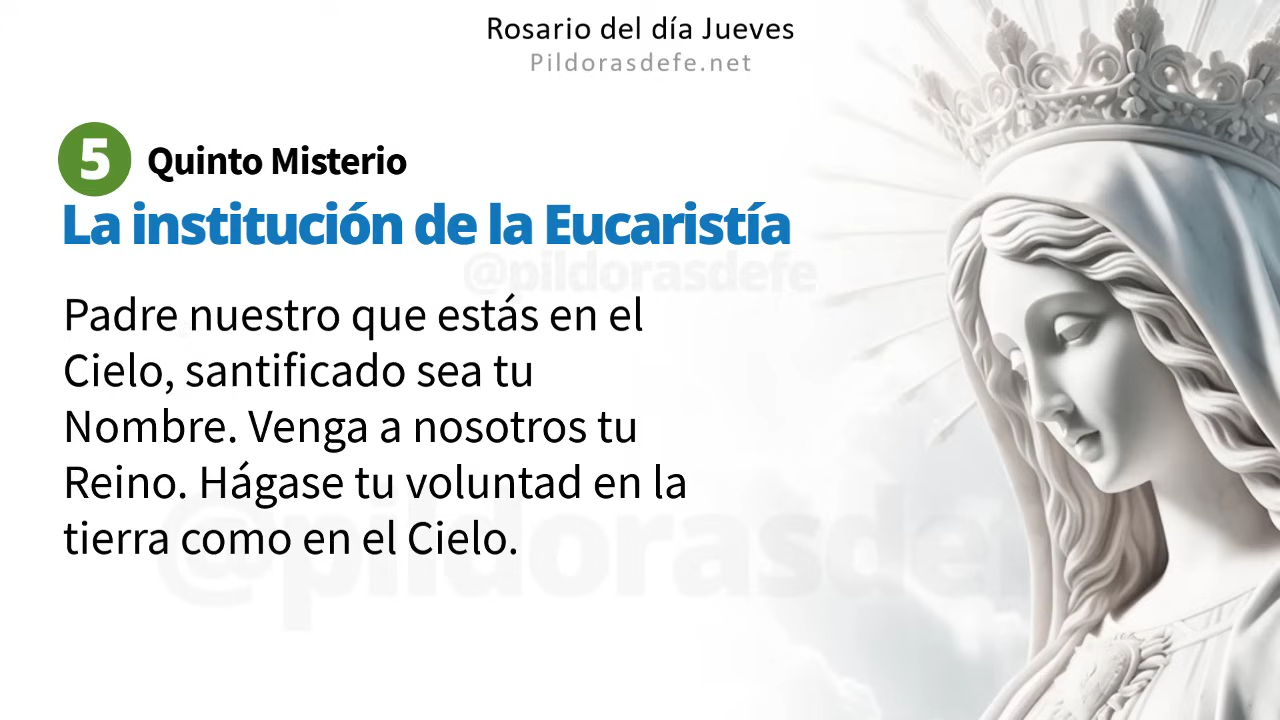 Rosario del día Jueves
Pildorasdefe.net
5 Quinto Misterio
La institución de la Eucaristía
@pildorasdefe
Padre nuestro que estás en el
Cielo, santificado sea tu
Nombre. Venga a nosotros tu
Reino. Hágase tu voluntad en la
tierra como en el Cielo.
@pildorasdef